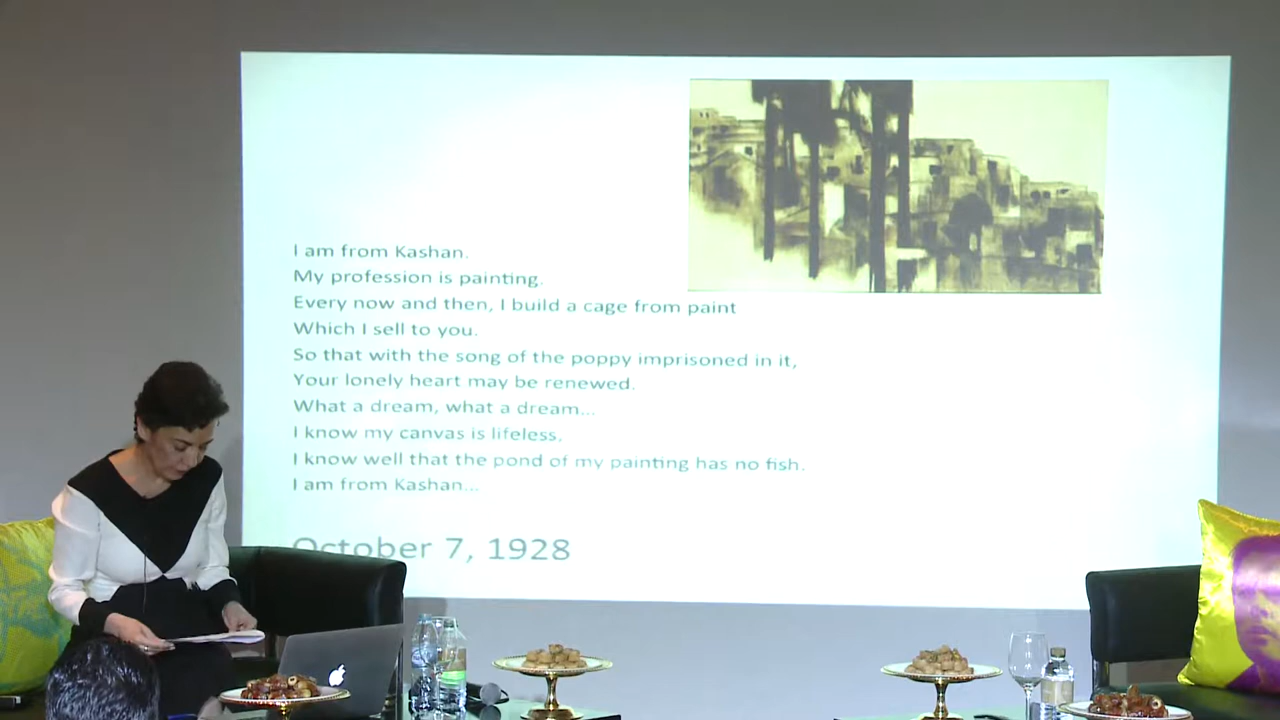 I am from Kashan.
My profession is painting.
Every now and then, I build a cage from paint
Which I sell to you.
So that with the song of the poppy imprisoned in it,
Your lonely heart may be renewed.
What a dream, what a dream...
I know my canvas is lifeless,
I know well that the pond of my painting has no fish.
I am from Kashan...
October 7, 1928